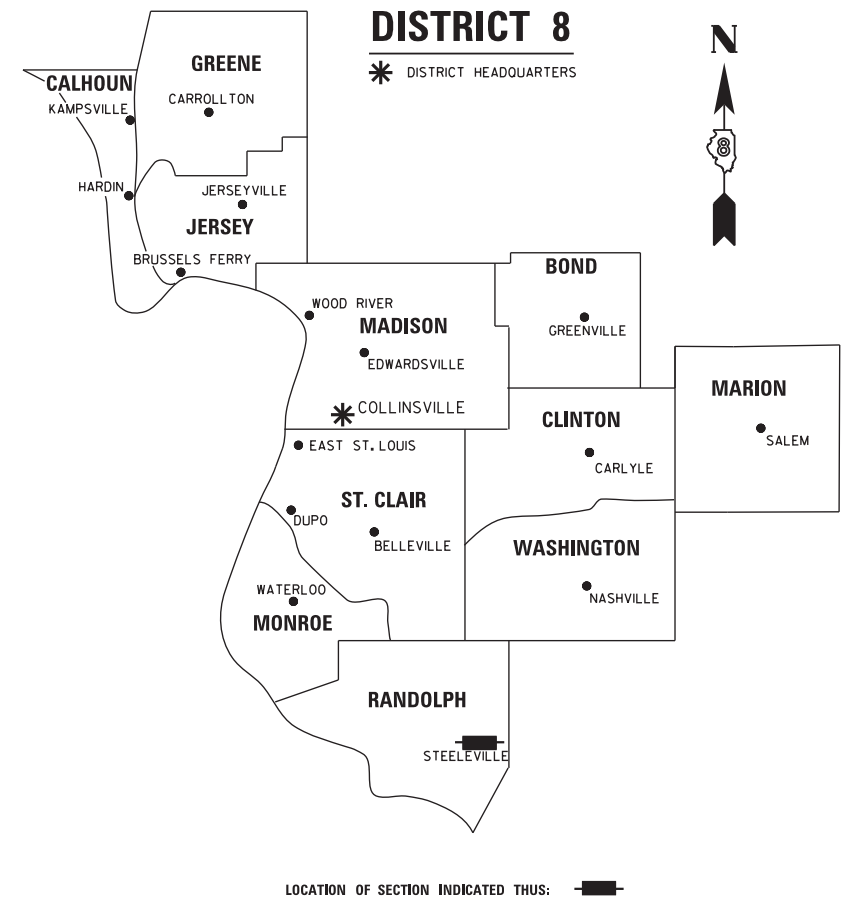 DISTRICT 8
DISTRICT HEADQUARTERS
N
8
GREENE
CALHOUN
KAMPSVILLE
CARROLLTON
HARDIN
JERSEYVILLE
JERSEY
BRUSSELS FERRY
BOND
WOOD RIVER
MADISON
GREENVILLE
EDWARDSVILLE
MARION
COLLINSVILLE
CLINTON
SALEM
EAST ST. LOUIS
CARLYLE
ST. CLAIR
DUPO
BELLEVILLE
WASHINGTON
WATERLOO
NASHVILLE
MONROE
RANDOLPH
STEELEVILLE
LOCATION OF SECTION INDICATED THUS: